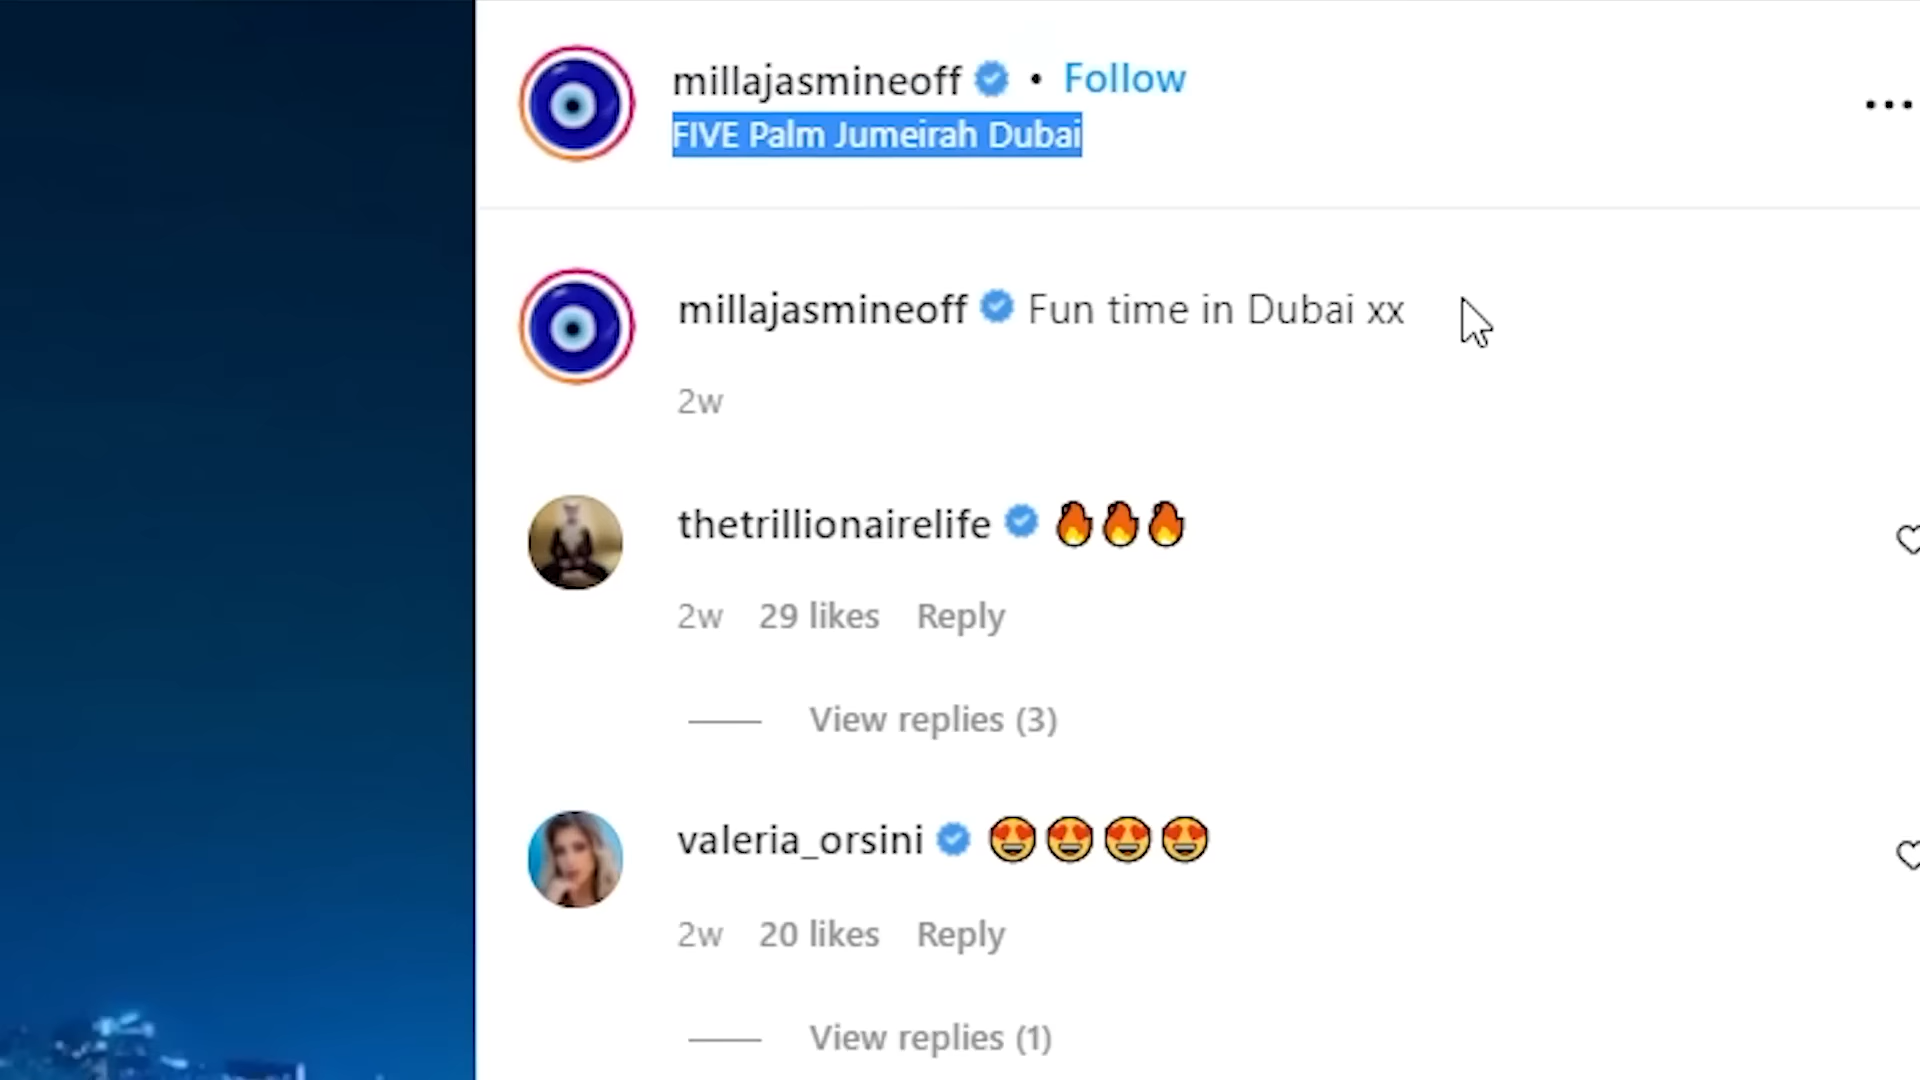 millajasmineoff • Follow
FIVE Palm Jumeirah Dubai
millajasmineoff Fun time in Dubai xx
2w
thetrillionairelife 🔥🔥🔥
2w 29 likes Reply
View replies (3)
valeria_orsini 😍😍😍😍
2w 20 likes Reply
View replies (1)